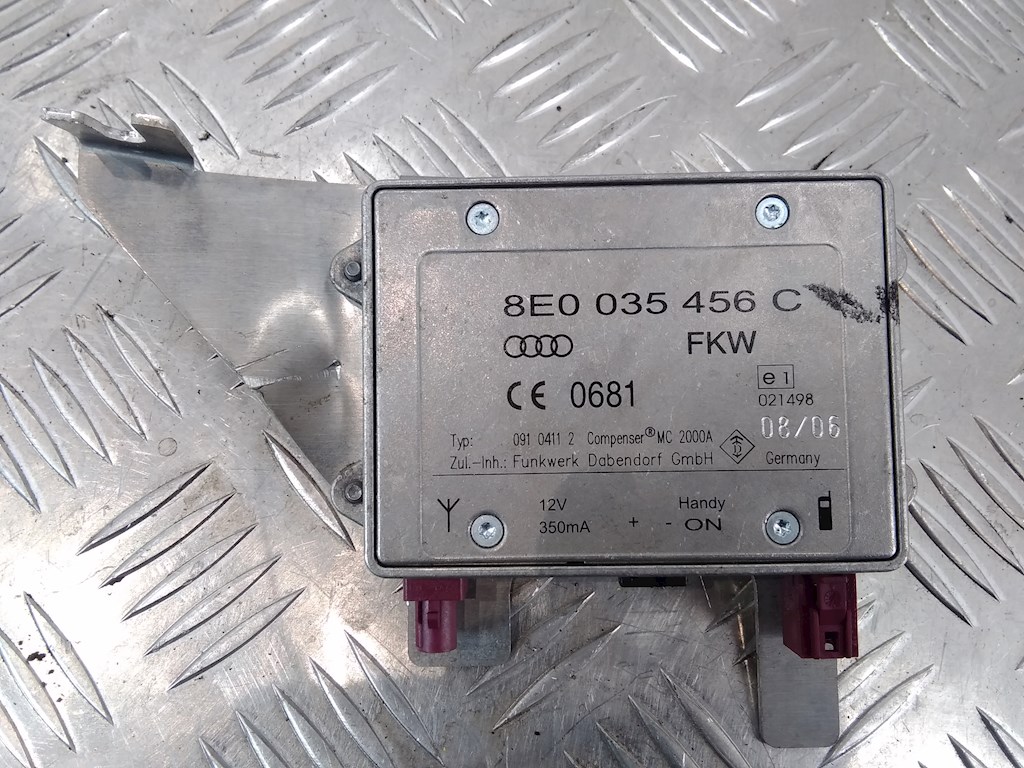 8E0 035 456 C
FKW
CE 0681
e1
021498
08/06
Typ: 091 0411 2 Compenser® MC 2000A
Zul.-Inh.: Funkwerk Dabendorf GmbH
D
Germany
12V
350mA
+ -
Handy
ON